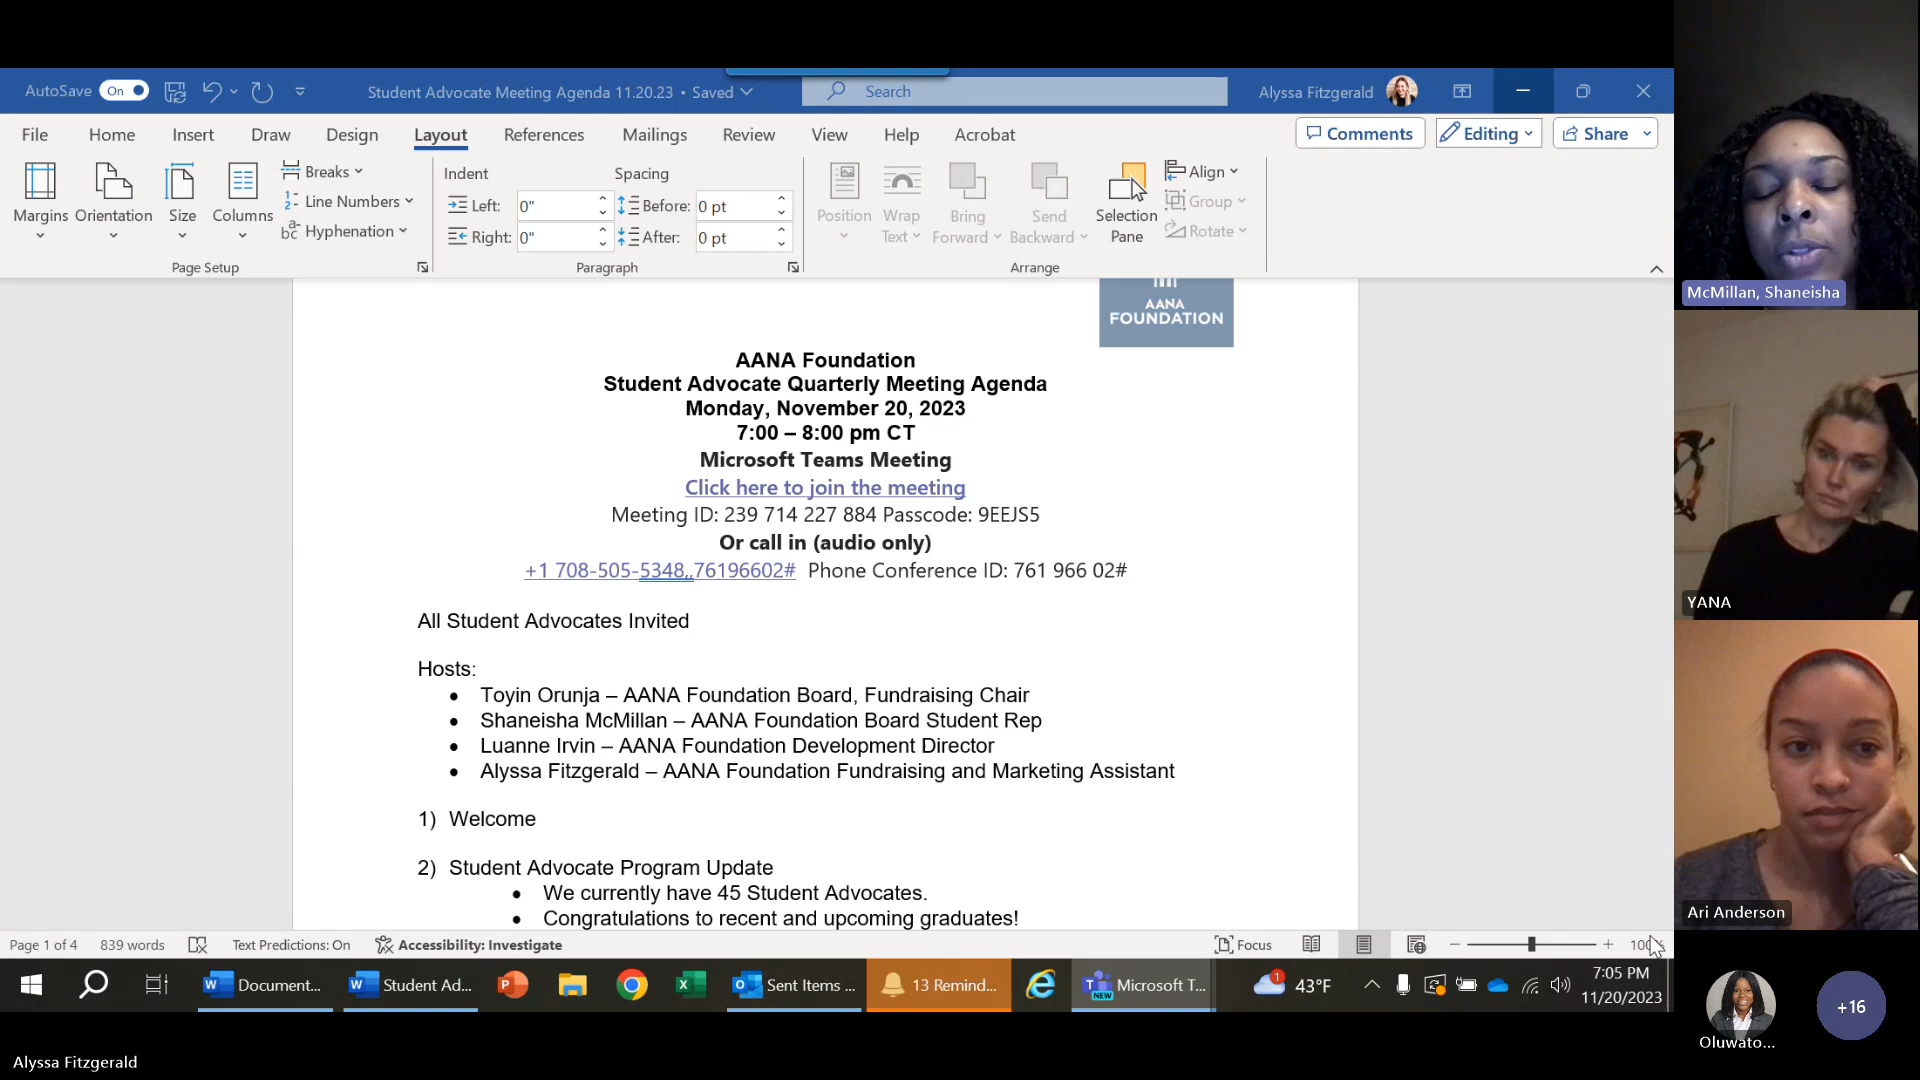 AutoSave On Student Advocate Meeting Agenda 11.20.23 • Saved Search Alyssa Fitzgerald
File Home Insert Draw Design Layout References Mailings Review View Help Acrobat Comments Editing Share
Margins Orientation Size Columns Breaks Line Numbers Hyphenation
Page Setup
Indent Spacing
Left: 0" Before: 0 pt
Right: 0" After: 0 pt
Paragraph
Position Wrap Text Bring Forward Send Backward Selection Pane Align Group Rotate
Arrange
AANA
FOUNDATION
AANA Foundation
Student Advocate Quarterly Meeting Agenda
Monday, November 20, 2023
7:00 – 8:00 pm CT
Microsoft Teams Meeting
Click here to join the meeting
Meeting ID: 239 714 227 884 Passcode: 9EEJS5
Or call in (audio only)
+1 708-505-5348,,76196602# Phone Conference ID: 761 966 02#
All Student Advocates Invited
Hosts:
• Toyin Orunja – AANA Foundation Board, Fundraising Chair
• Shaneisha McMillan – AANA Foundation Board Student Rep
• Luanne Irvin – AANA Foundation Development Director
• Alyssa Fitzgerald – AANA Foundation Fundraising and Marketing Assistant
1) Welcome
2) Student Advocate Program Update
• We currently have 45 Student Advocates.
• Congratulations to recent and upcoming graduates!
Page 1 of 4 839 words Text Predictions: On Accessibility: Investigate Focus
Document... Student Ad... Sent Items ... 13 Remind... NEW Microsoft T... 1 43°F 7:05 PM
11/20/2023
McMillan, Shaneisha
YANA
Ari Anderson
Oluwato...
+16
Alyssa Fitzgerald